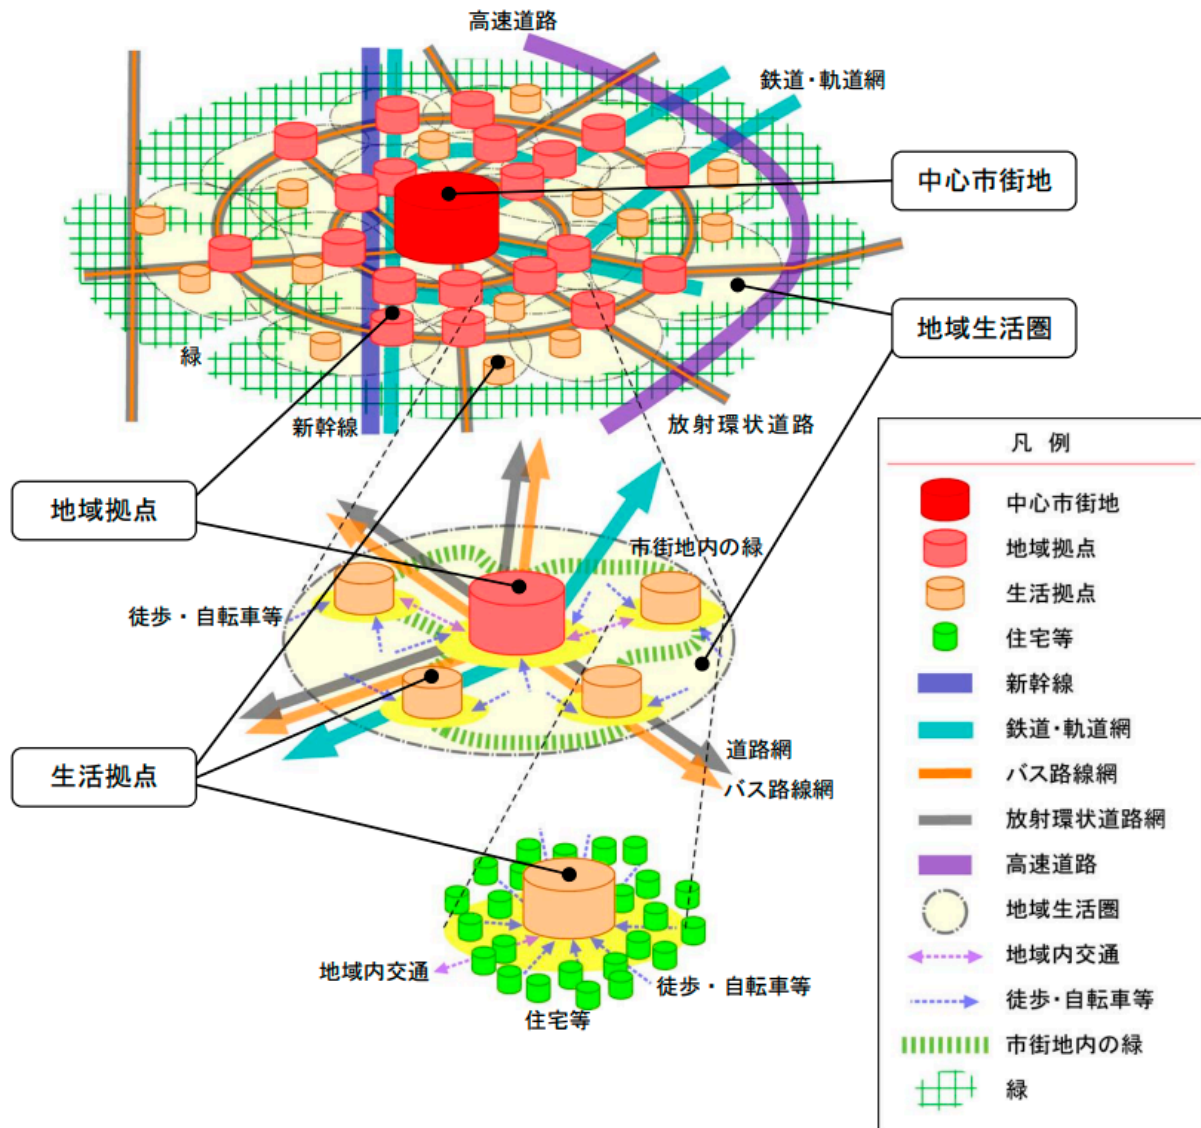 高速道路
鉄道・軌道網
中心市街地
地域生活圏
緑
新幹線
放射環状道路
地域拠点
市街地内の緑
徒歩・自転車等
生活拠点
道路網
バス路線網
地域内交通
徒歩・自転車等
住宅等
凡 例
中心市街地
地域拠点
生活拠点
住宅等
新幹線
鉄道・軌道網
バス路線網
放射環状道路網
高速道路
地域生活圏
地域内交通
徒歩・自転車等
市街地内の緑
緑